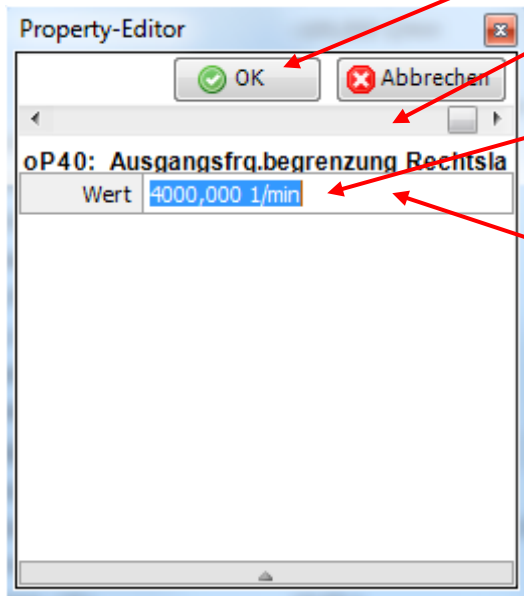 Property-Editor
OK Abbrechen
oP40: Ausgangsfrq.begrenzung Rechtsla
Wert 4000,000 1/min